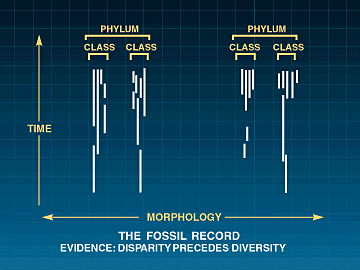 PHYLUM PHYLUM
CLASS CLASS CLASS CLASS
TIME
MORPHOLOGY
THE FOSSIL RECORD
EVIDENCE: DISPARITY PRECEDES DIVERSITY